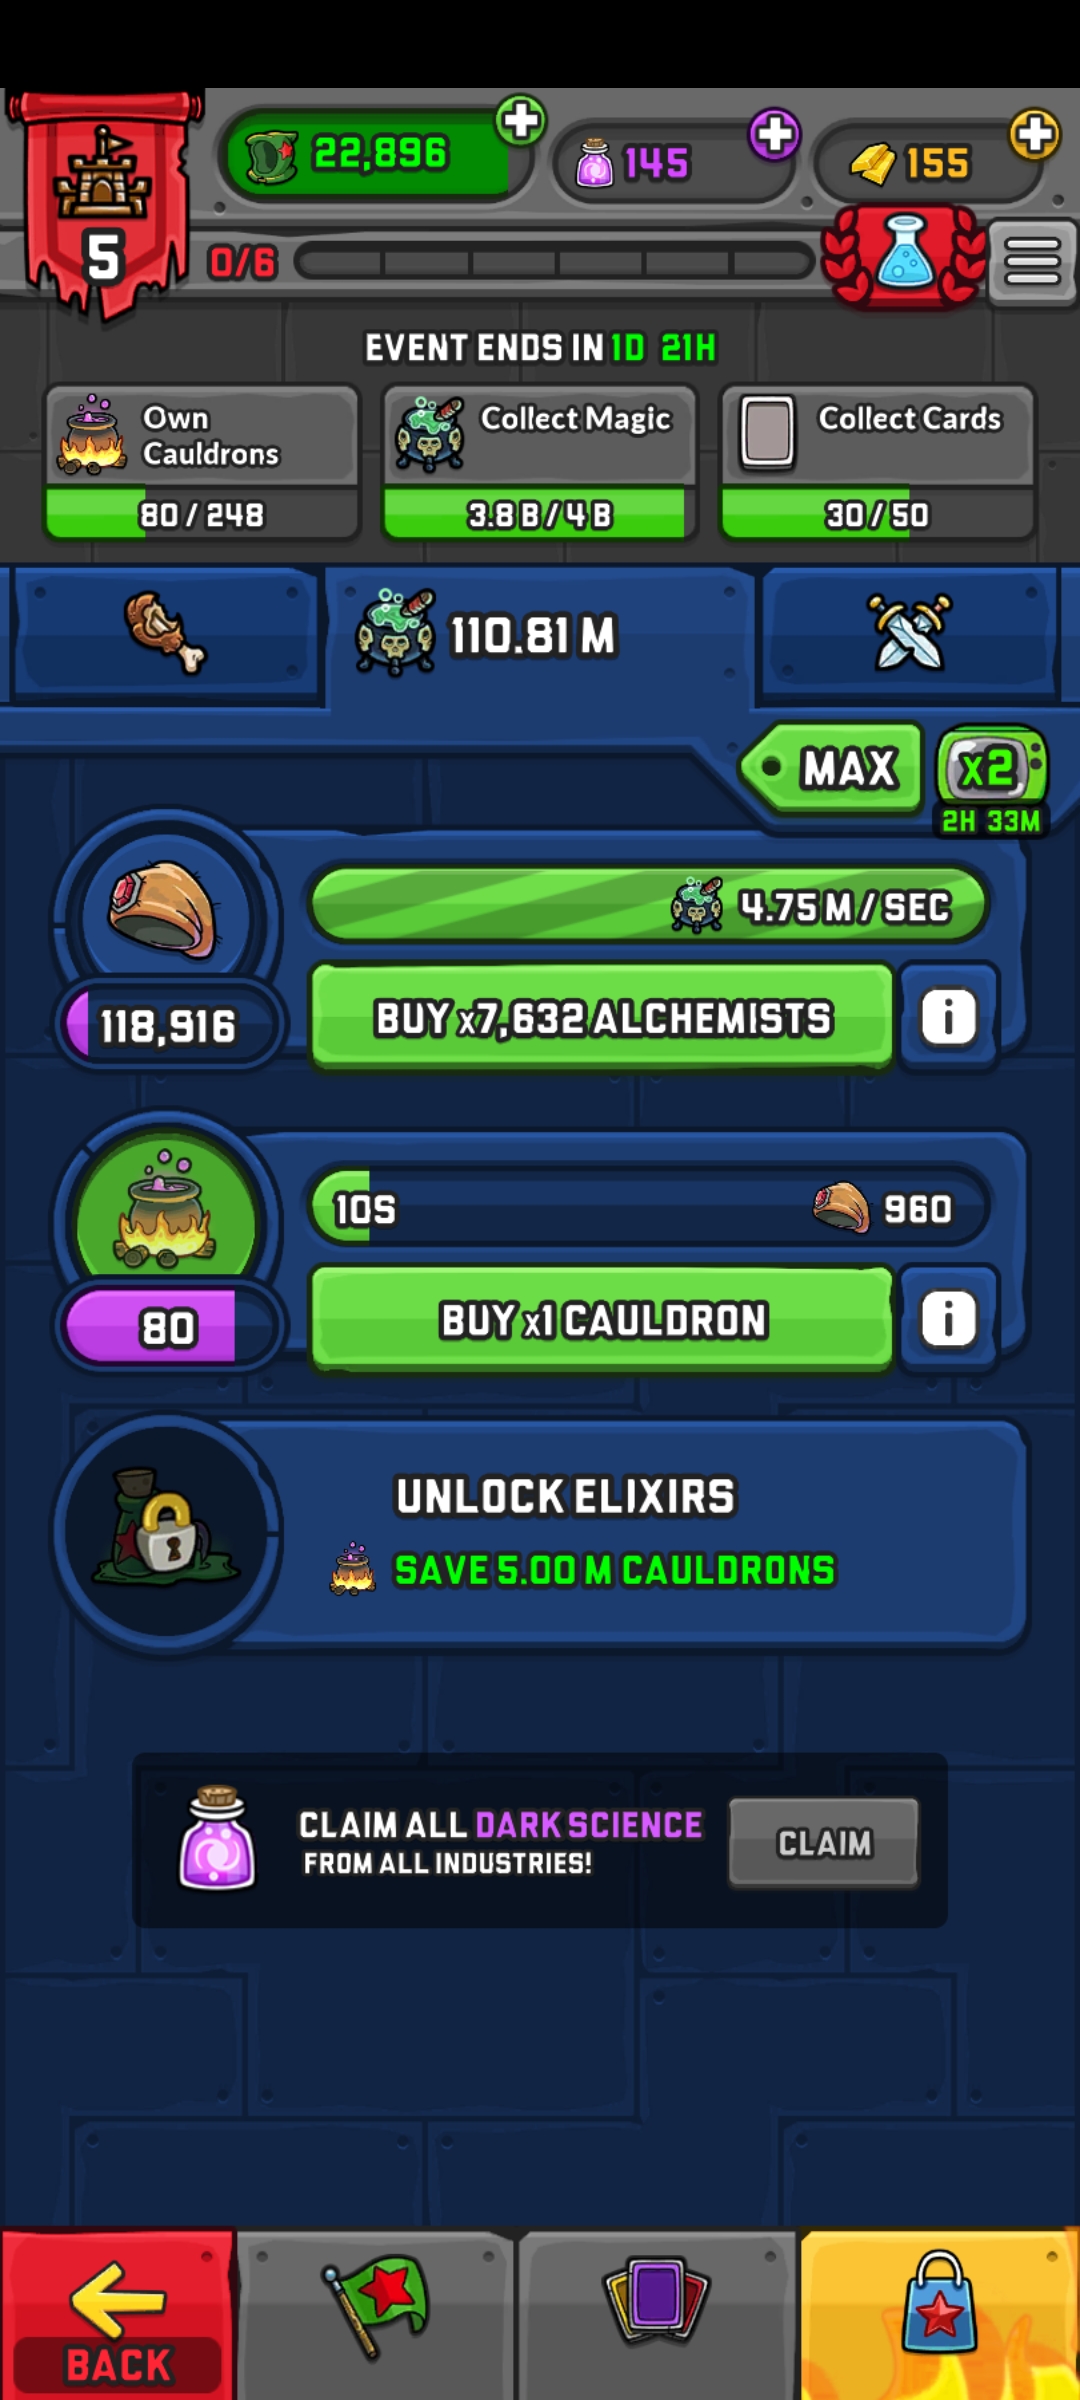 22,896
145
155
5
0/6
EVENT ENDS IN 1D 21H
Own
Cauldrons
80 / 248
Collect Magic
3.8 B / 4 B
Collect Cards
30 / 50
110.81 M
MAX
x2
2H 33M
4.75 M / SEC
118,916
BUY x7,632 ALCHEMISTS
i
10S
960
80
BUY x1 CAULDRON
i
UNLOCK ELIXIRS
SAVE 5.00 M CAULDRONS
CLAIM ALL DARK SCIENCE
FROM ALL INDUSTRIES!
CLAIM
BACK